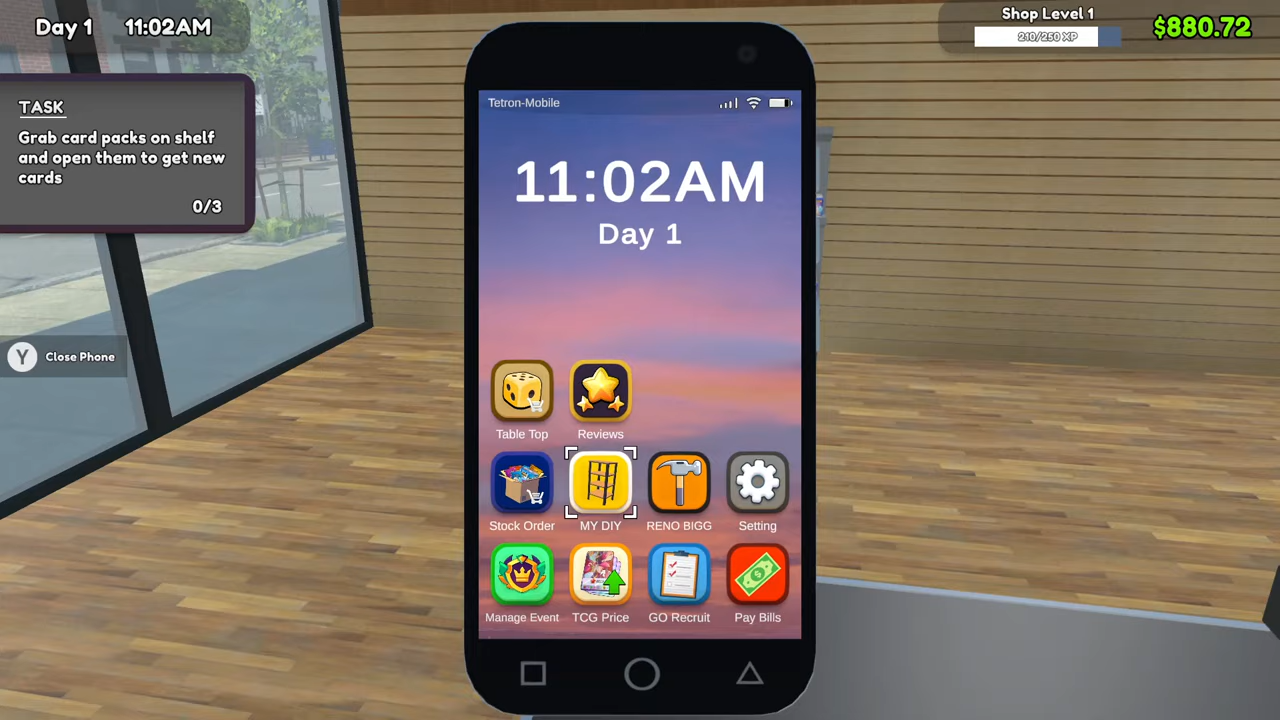 Day 1
11:02AM
Shop Level 1
210/250 XP
$880.72
TASK
Grab card packs on shelf
and open them to get new
cards
0/3
Y Close Phone
Tetron-Mobile
11:02AM
Day 1
Table Top
Reviews
Stock Order
MY DIY
RENO BIGG
Setting
Manage Event
TCG Price
GO Recruit
Pay Bills